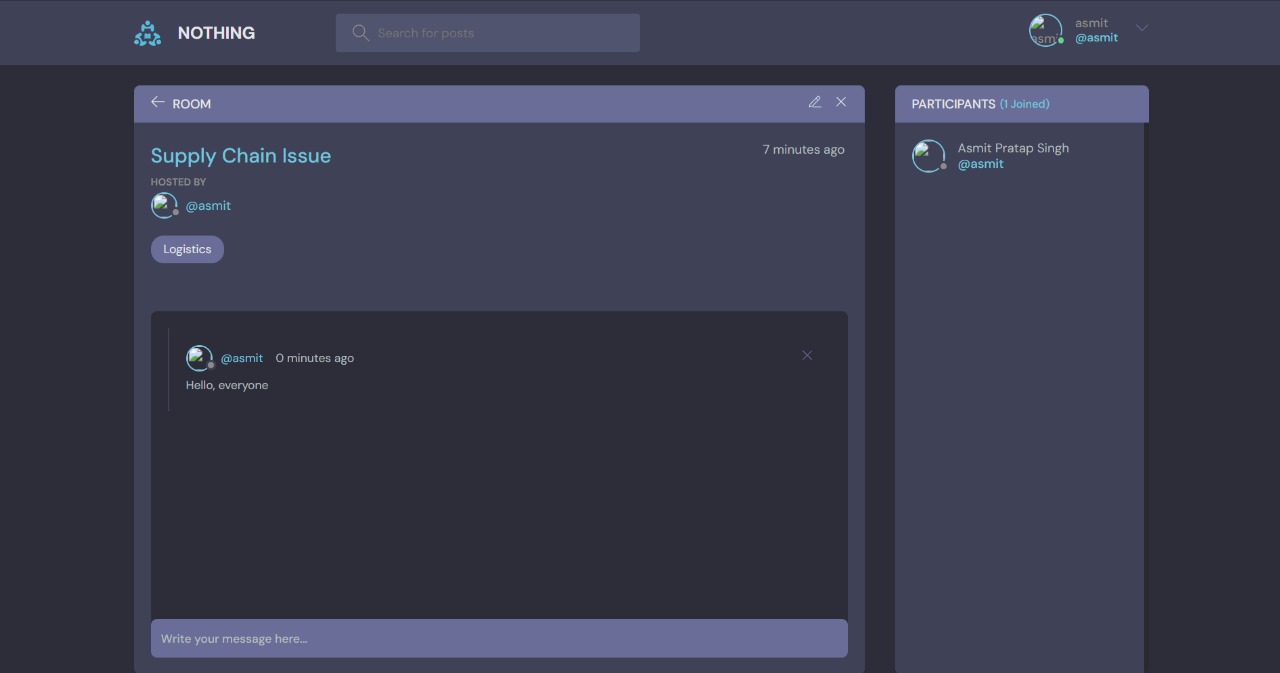 NOTHING
Search for posts
asmit
asmit
@asmit
ROOM
Supply Chain Issue
7 minutes ago
HOSTED BY
@asmit
Logistics
@asmit 0 minutes ago
Hello, everyone
Write your message here...
PARTICIPANTS (1 Joined)
Asmit Pratap Singh
@asmit